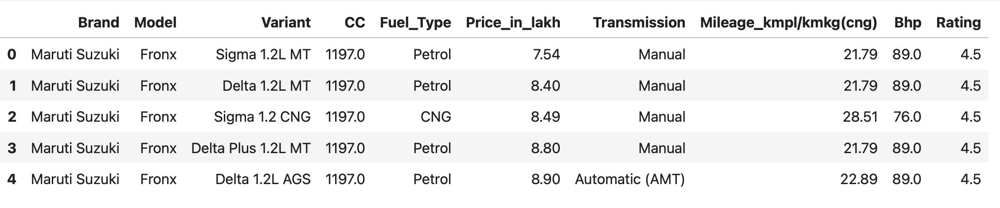 Brand Model Variant CC Fuel_Type Price_in_lakh Transmission Mileage_kmpl/kmkg(cng) Bhp Rating
0 Maruti Suzuki Fronx Sigma 1.2L MT 1197.0 Petrol 7.54 Manual 21.79 89.0 4.5
1 Maruti Suzuki Fronx Delta 1.2L MT 1197.0 Petrol 8.40 Manual 21.79 89.0 4.5
2 Maruti Suzuki Fronx Sigma 1.2 CNG 1197.0 CNG 8.49 Manual 28.51 76.0 4.5
3 Maruti Suzuki Fronx Delta Plus 1.2L MT 1197.0 Petrol 8.80 Manual 21.79 89.0 4.5
4 Maruti Suzuki Fronx Delta 1.2L AGS 1197.0 Petrol 8.90 Automatic (AMT) 22.89 89.0 4.5